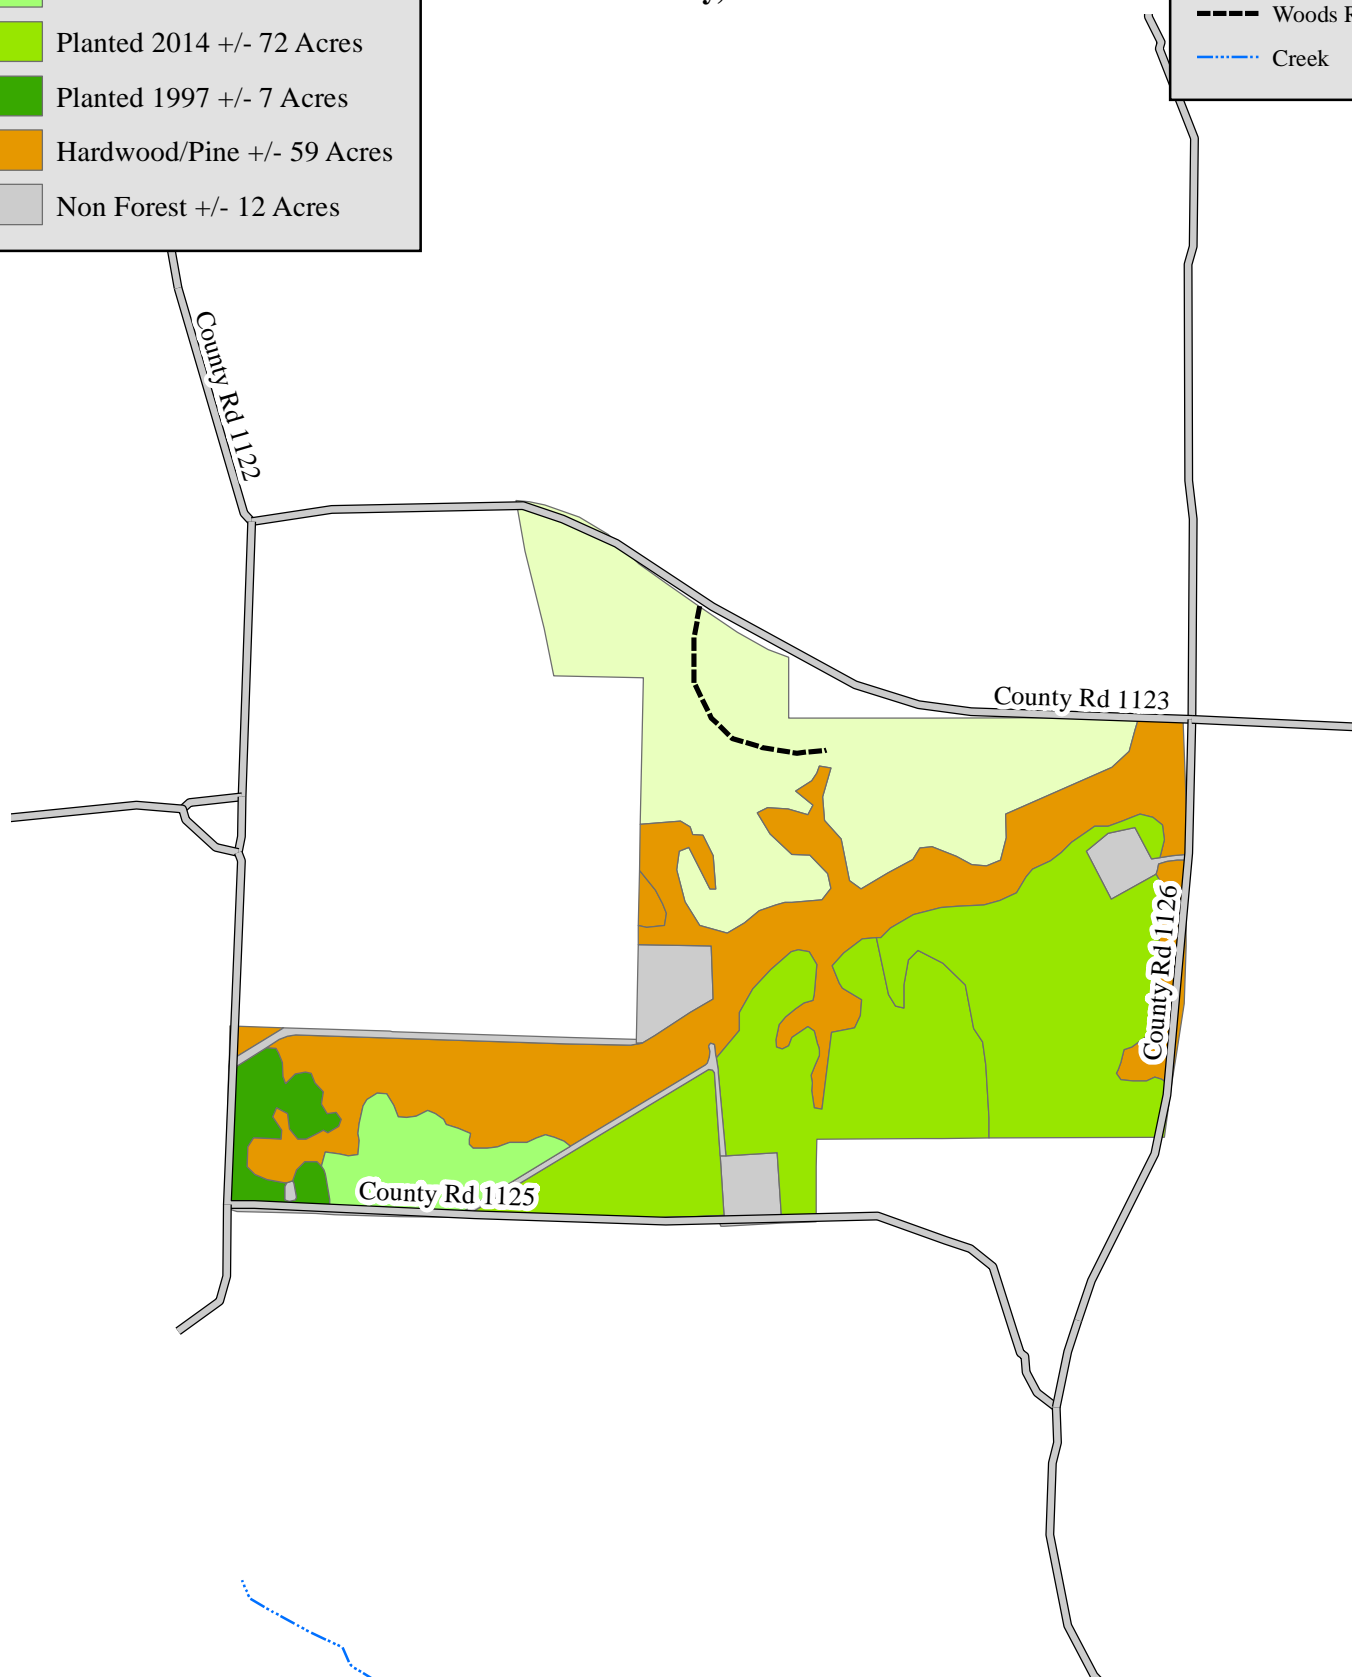 Planted 2014 +/- 72 Acres
Planted 1997 +/- 7 Acres
Hardwood/Pine +/- 59 Acres
Non Forest +/- 12 Acres
Woods
Creek
County Rd 1122
County Rd 1123
County Rd 1126
County Rd 1125